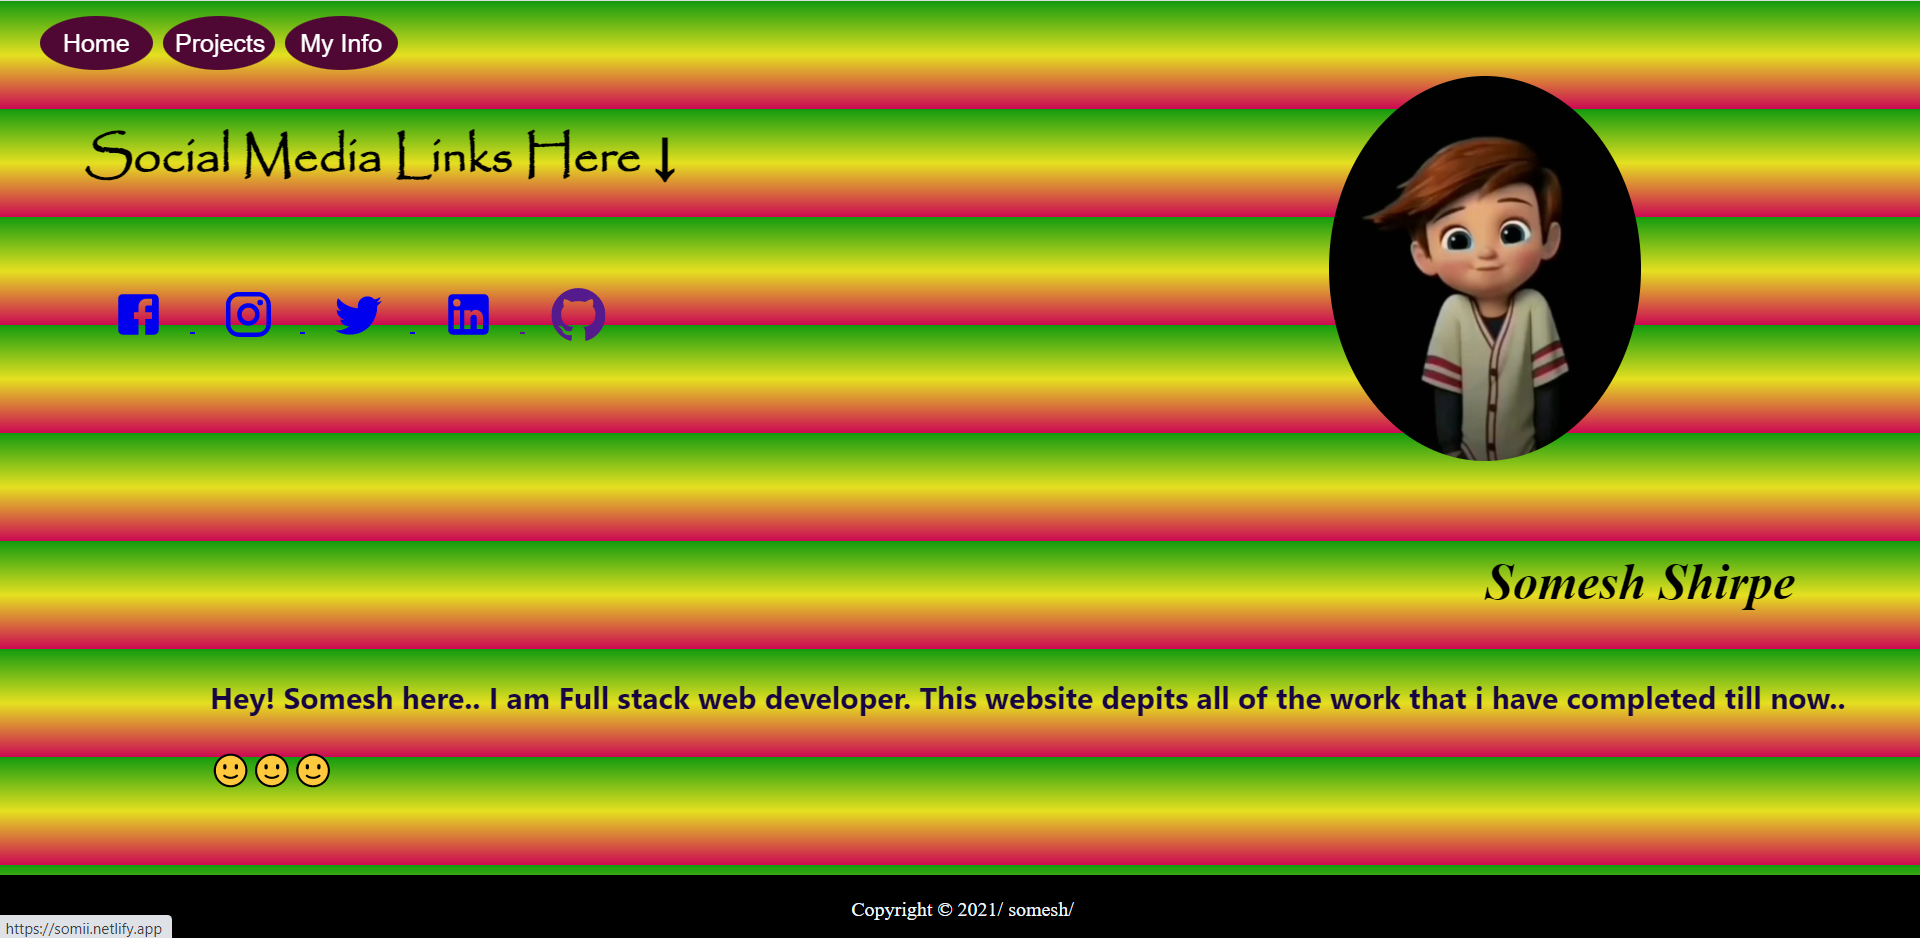 Home Projects My Info
Social Media Links Here ↓
Somesh Shirpe
Hey! Somesh here.. I am Full stack web developer. This website depits all of the work that i have completed till now..
🙂🙂🙂
Copyright © 2021/ somesh/
https://somii.netlify.app